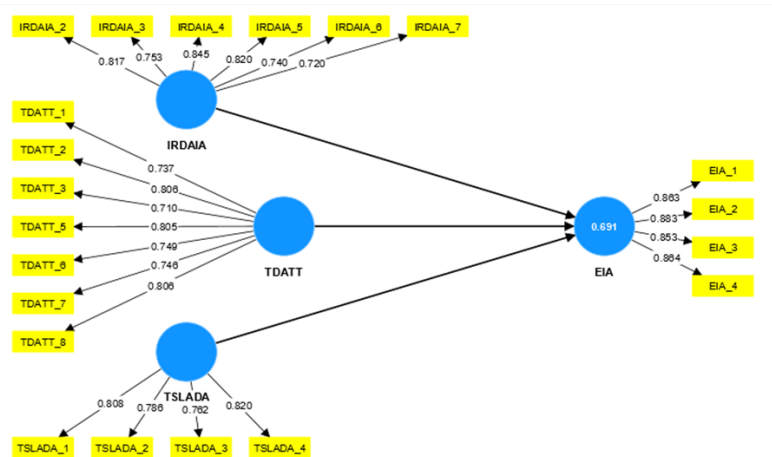 IRDAIA_2 IRDAIA_3 IRDAIA_4 IRDAIA_5 IRDAIA_6 IRDAIA_7
0.817 0.753 0.845 0.820 0.740 0.720
IRDAIA
TDATT_1
TDATT_2
TDATT_3
TDATT_5
TDATT_6
TDATT_7
TDATT_8
0.737
0.806
0.710
0.805
0.749
0.746
0.806
TDATT
EIA_1
EIA_2
EIA_3
EIA_4
0.863
0.883
0.853
0.864
0.691
EIA
TSLADA
0.808 0.786 0.762 0.820
TSLADA_1 TSLADA_2 TSLADA_3 TSLADA_4